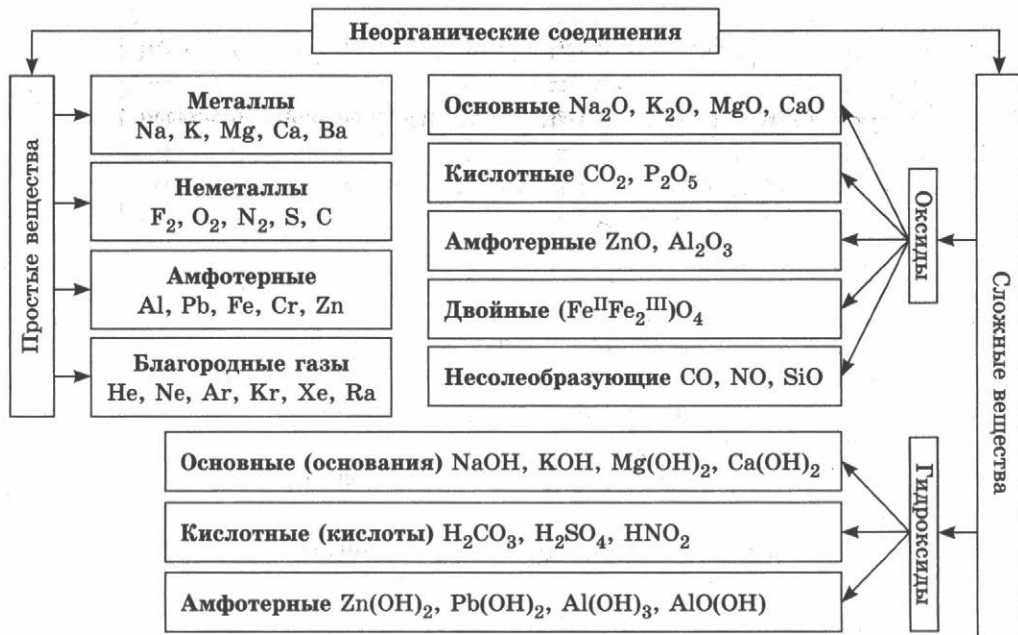 Неорганические соединения
Простые вещества
Металлы
Na, K, Mg, Ca, Ba
Неметаллы
F₂, O₂, N₂, S, C
Амфотерные
Al, Pb, Fe, Cr, Zn
Благородные газы
He, Ne, Ar, Kr, Xe, Ra
Сложные вещества
Оксиды
Основные Na₂O, K₂O, MgO, CaO
Кислотные CO₂, P₂O₅
Амфотерные ZnO, Al₂O₃
Двойные (FeᴵᴵFe₂ᴵᴵᴵ)O₄
Несолеобразующие CO, NO, SiO
Гидроксиды
Основные (основания) NaOH, KOH, Mg(OH)₂, Ca(OH)₂
Кислотные (кислоты) H₂CO₃, H₂SO₄, HNO₂
Амфотерные Zn(OH)₂, Pb(OH)₂, Al(OH)₃, AlO(OH)